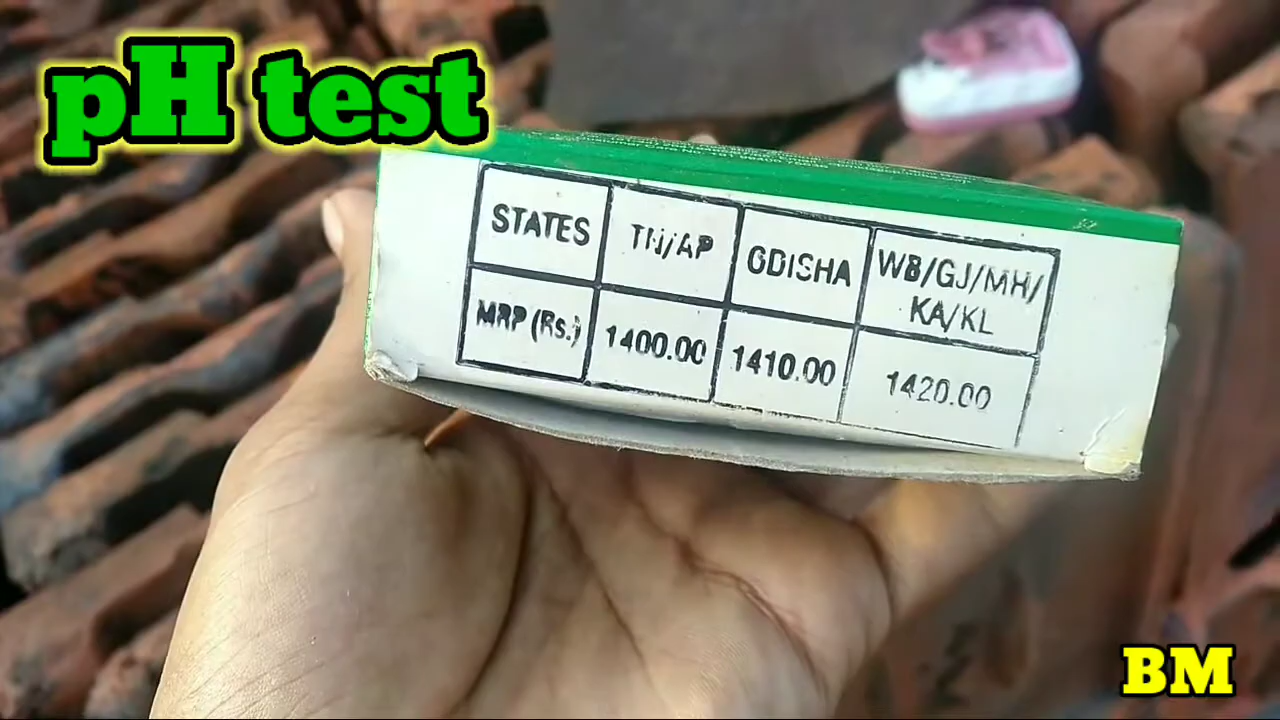 pH test
STATES TN/AP ODISHA WB/GJ/MH/
KA/KL
MRP (Rs.) 1400.00 1410.00 1420.00
BM